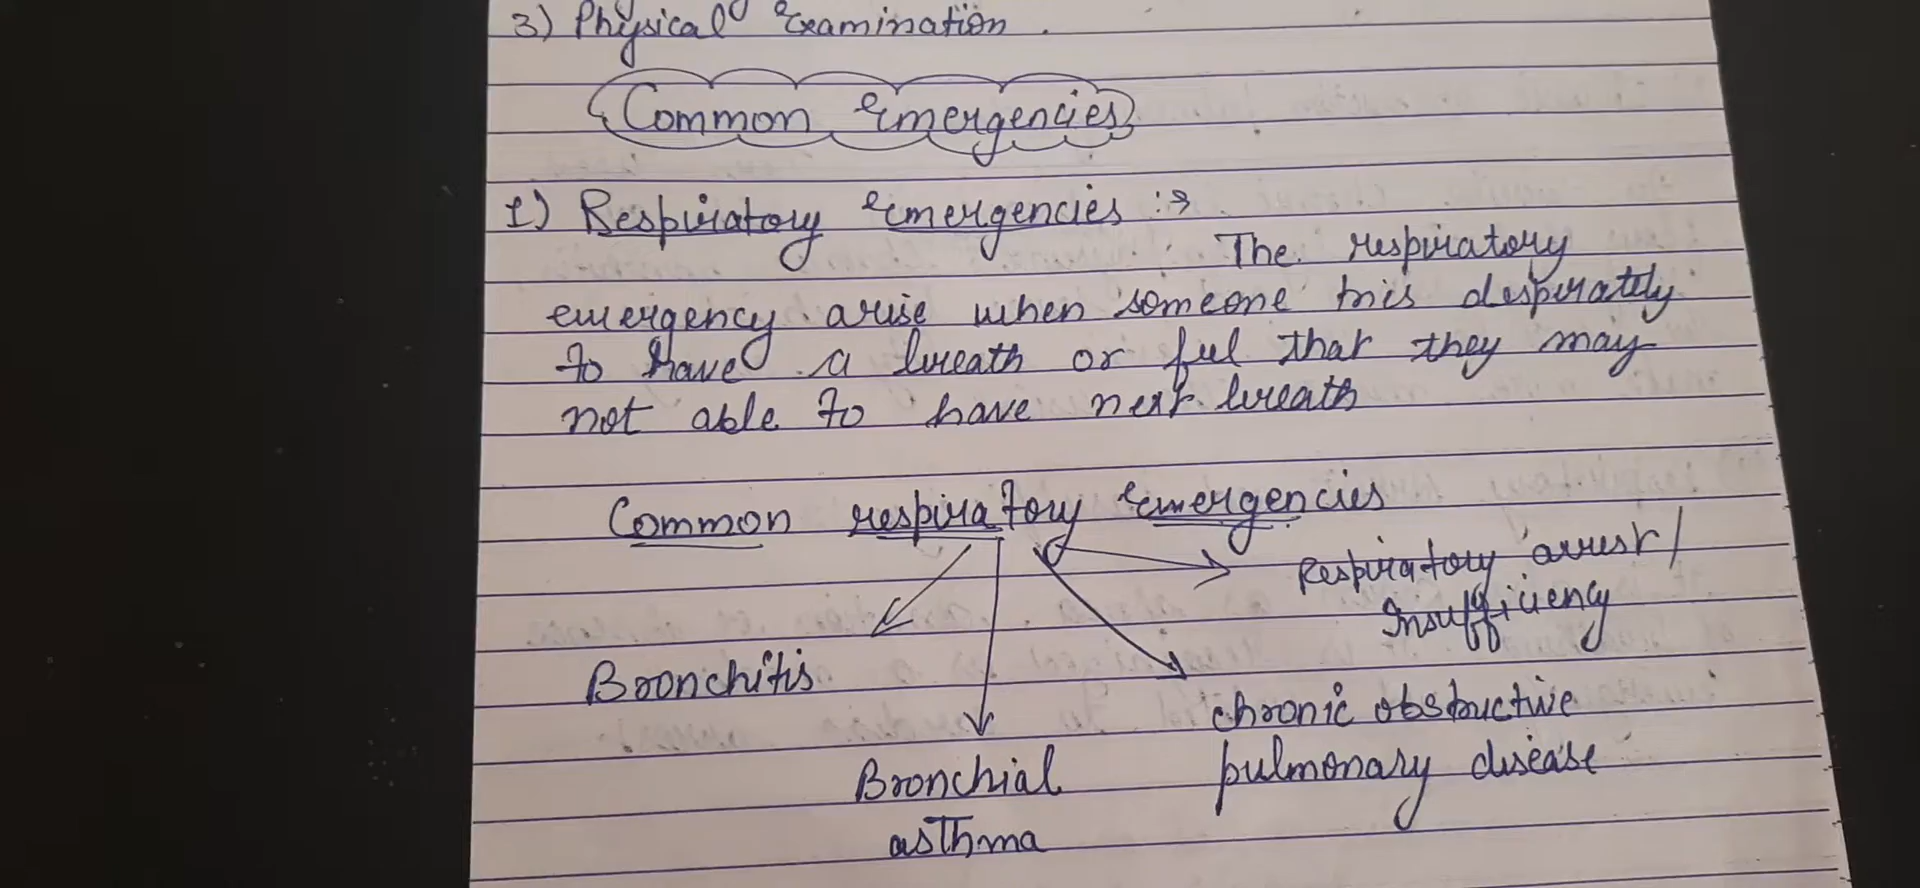 3) Physical Examination.
Common Emergencies
1) Respiratory Emergencies :→
The respiratory
emergency arise when someone tries desperately
to have a breath or feel that they may
not able to have next breath
Common respiratory Emergencies
Respiratory arrest/
Insufficiency
Bronchitis
chronic obstructive
Bronchial pulmonary disease
asthma